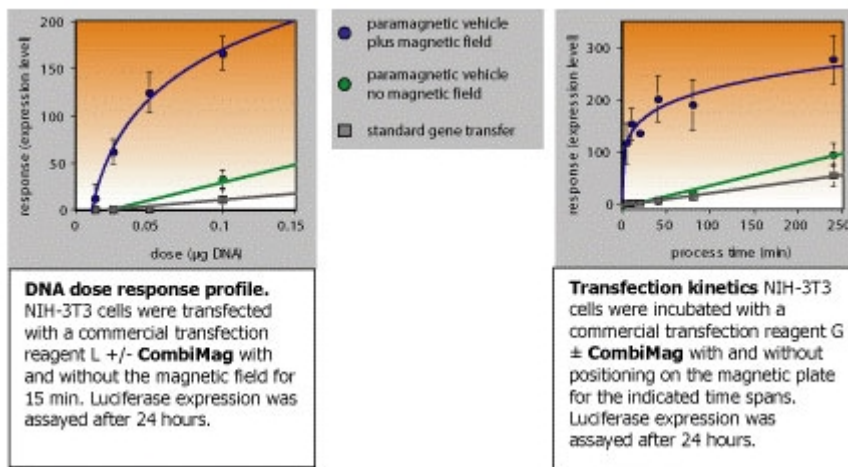 200
150
100
50
0
response (expression level)
0
0.05
0.1
0.15
dose (µg DNA)
paramagnetic vehicle
plus magnetic field
paramagnetic vehicle
no magnetic field
standard gene transfer
300
200
100
0
response (expression level)
0
50
100
150
200
250
process time (min)
DNA dose response profile.
NIH-3T3 cells were transfected
with a commercial transfection
reagent L +/- CombiMag with
and without the magnetic field for
15 min. Luciferase expression was
assayed after 24 hours.
Transfection kinetics NIH-3T3
cells were incubated with a
commercial transfection reagent G
± CombiMag with and without
positioning on the magnetic plate
for the indicated time spans.
Luciferase expression was
assayed after 24 hours.